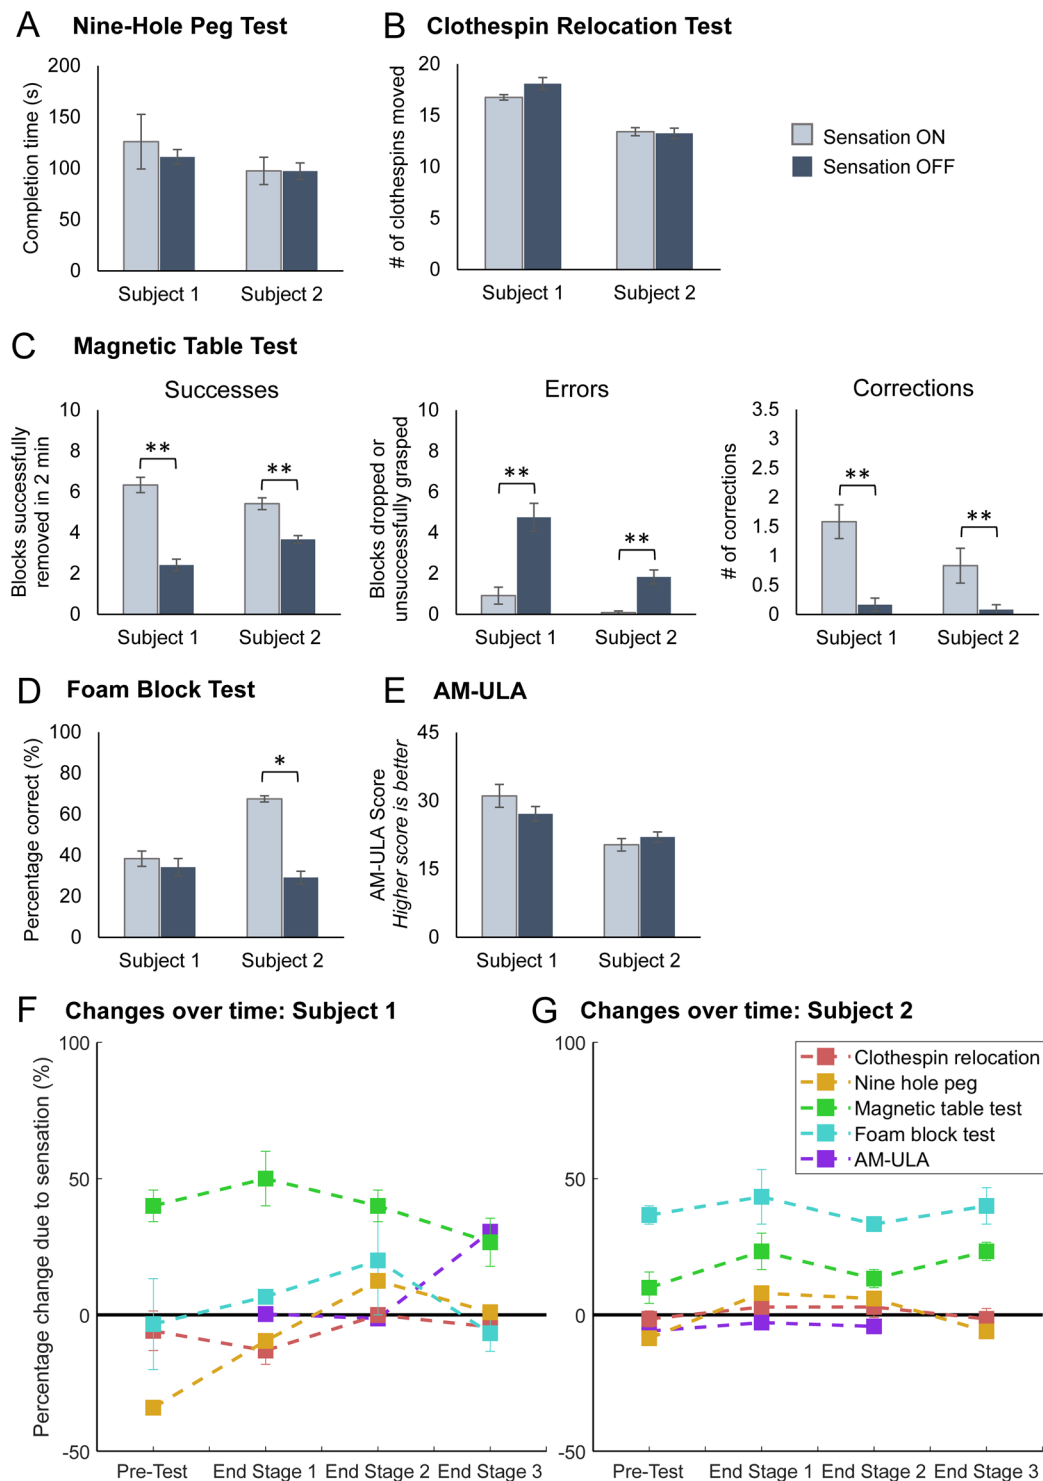 A Nine-Hole Peg Test
Completion time (s)
200
150
100
50
0
Subject 1
Subject 2
B Clothespin Relocation Test
# of clothespins moved
20
15
10
5
0
Subject 1
Subject 2
Sensation ON
Sensation OFF
C Magnetic Table Test
Successes
Blocks successfully
removed in 2 min
10
8
6
4
2
0
**
**
Subject 1
Subject 2
Errors
Blocks dropped or
unsuccessfully grasped
10
8
6
4
2
0
**
**
Subject 1
Subject 2
Corrections
# of corrections
3.5
3
2.5
2
1.5
1
0.5
0
**
**
Subject 1
Subject 2
D Foam Block Test
Percentage correct (%)
100
80
60
40
20
0
*
Subject 1
Subject 2
E AM-ULA
AM-ULA Score
Higher score is better
45
30
15
0
Subject 1
Subject 2
F Changes over time: Subject 1
Percentage change due to sensation (%)
100
50
0
-50
Pre-Test
End Stage 1
End Stage 2
End Stage 3
G Changes over time: Subject 2
100
50
0
-50
Clothespin relocation
Nine hole peg
Magnetic table test
Foam block test
AM-ULA
Pre-Test
End Stage 1
End Stage 2
End Stage 3